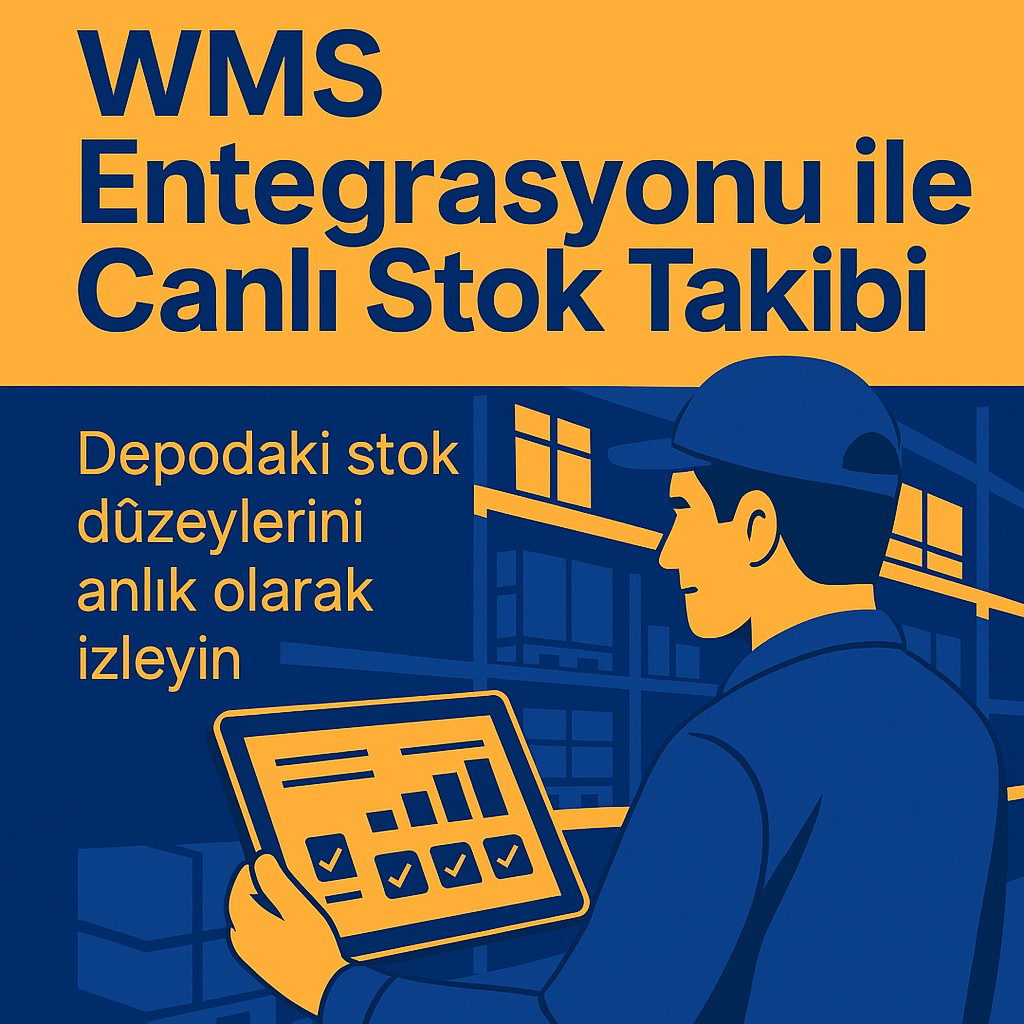 WMS
Entegrasyonu ile
Canlı Stok Takibi
Depodaki stok
dûzeylerini
anlık olarak
izleyin